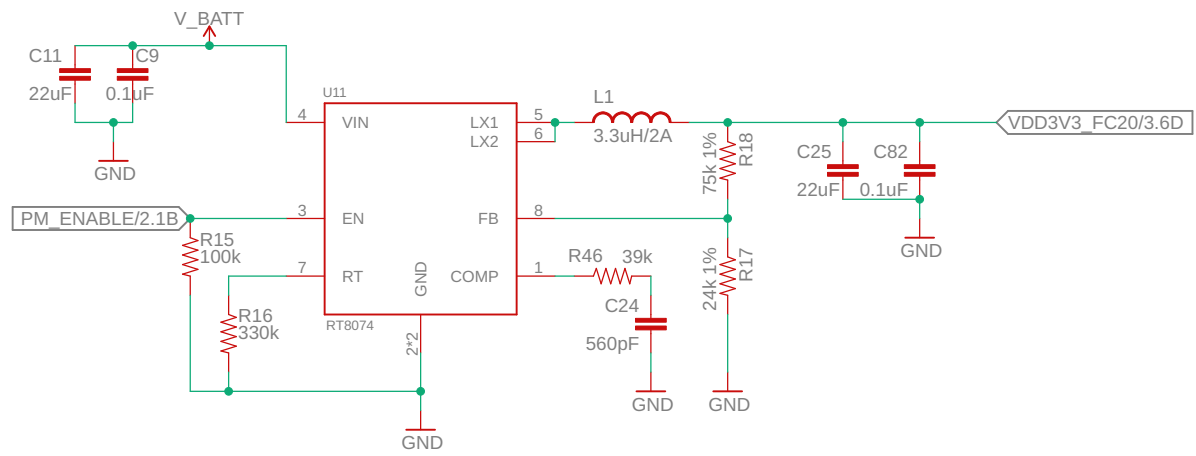 V_BATT
C11
C9
22uF
0.1uF
GND
U11
4
VIN
LX1
5
LX2
6
L1
3.3uH/2A
75k 1%
R18
VDD3V3_FC20/3.6D
C25
C82
22uF
0.1uF
GND
PM_ENABLE/2.1B
3
EN
FB
8
R15
100k
7
RT
GND
COMP
1
R46
39k
24k 1%
R17
R16
330k
RT8074
2*2
C24
560pF
GND
GND
GND